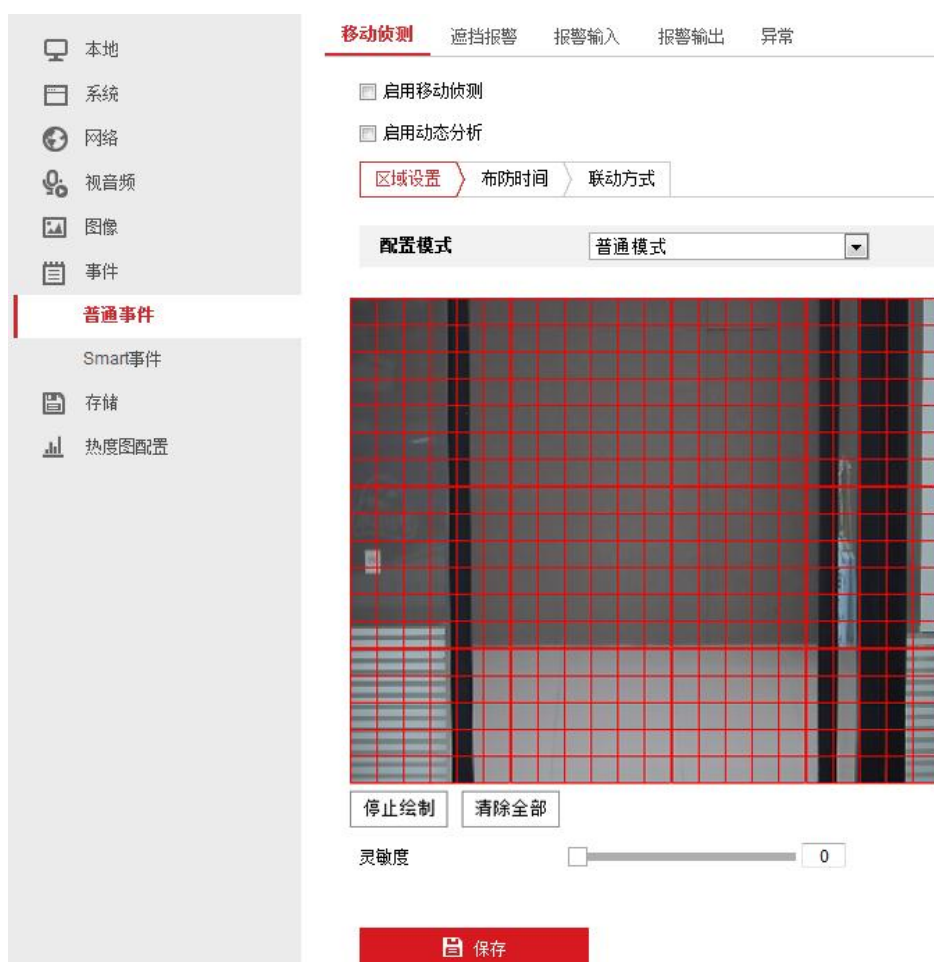 本地
系统
网络
视音频
图像
事件
普通事件
Smart事件
存储
热度图配置
移动侦测 遮挡报警 报警输入 报警输出 异常
启用移动侦测
启用动态分析
区域设置 布防时间 联动方式
配置模式 普通模式
停止绘制 清除全部
灵敏度 0
保存